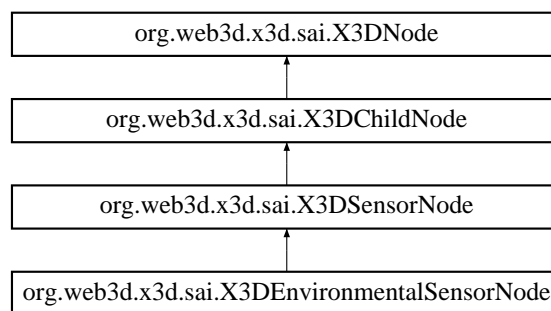 org.web3d.x3d.sai.X3DNode
org.web3d.x3d.sai.X3DChildNode
org.web3d.x3d.sai.X3DSensorNode
org.web3d.x3d.sai.X3DEnvironmentalSensorNode